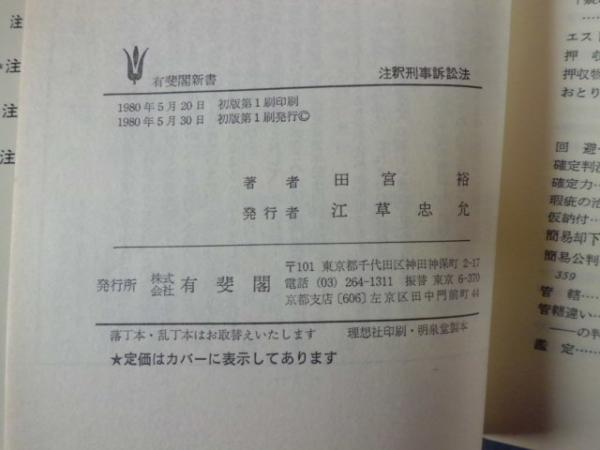 有斐閣新書
注釈刑事訴訟法
1980年5月20日 初版第1刷印刷
1980年5月30日 初版第1刷発行©
著者 田宮裕
発行者 江草忠允
発行所 株式会社 有斐閣
〒101 東京都千代田区神田神保町2-17
電話 (03) 264-1311 振替 東京6-370
京都支店〔606〕左京区田中門前町44
落丁本・乱丁本はお取替えいたします 理想社印刷・明泉堂製本
★定価はカバーに表示してあります
注
注
注
注
エスト
押収
押収物
おとり
回避
確定判決
確定力…
瑕疵の治
仮納付…
簡易却下
簡易公判
359
管轄…
管轄違い…
――の判
鑑定……